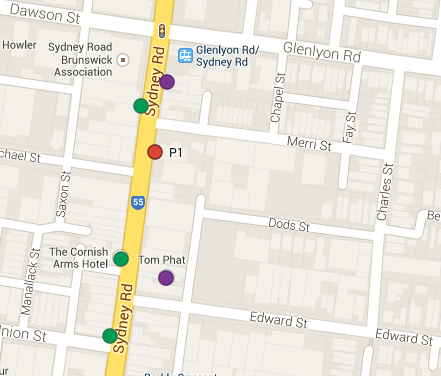 Dawson St
Howler
Sydney Road
Brunswick
Association
Sydney Rd
Glenlyon Rd/
Sydney Rd
Glenlyon Rd
Chapel St
Fay St
Merri St
P1
chael St
Saxon St
Charles St
55
Dods St
Be
The Cornish
Arms Hotel
Tom Phat
Manallack St
Sydney Rd
Edward St
Edward St
nion St
ur